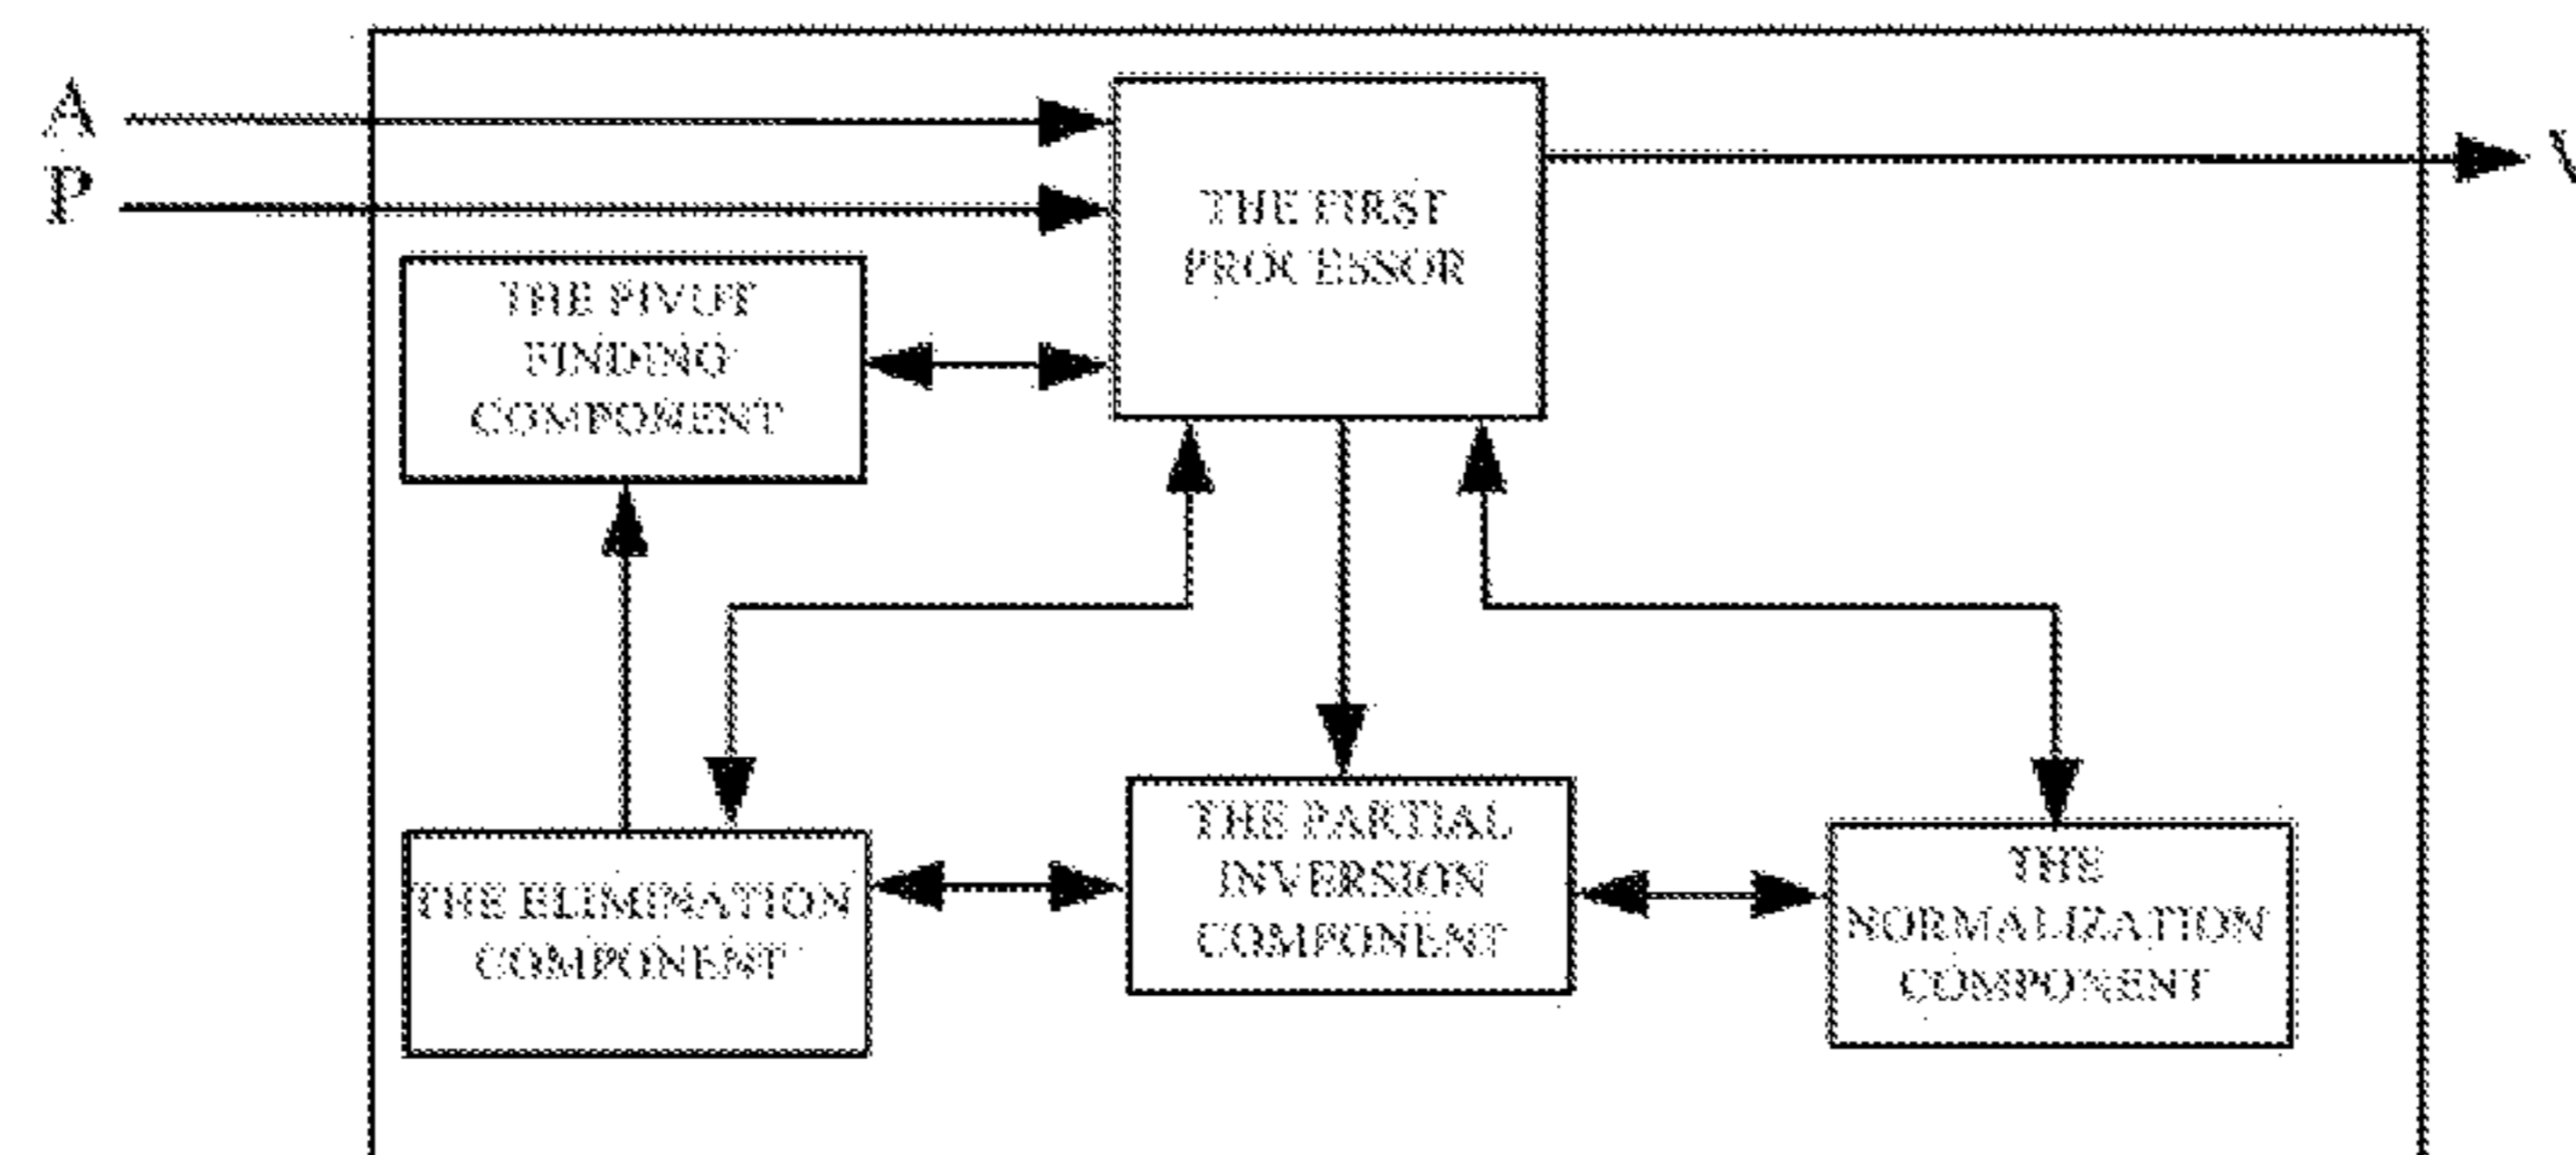 A
P
THE FIRST
PROCESSOR
THE PIVOT
FINDING
COMPONENT
THE PARTIAL
INVERSION
COMPONENT
THE ELIMINATION
COMPONENT
THE
NORMALIZATION
COMPONENT